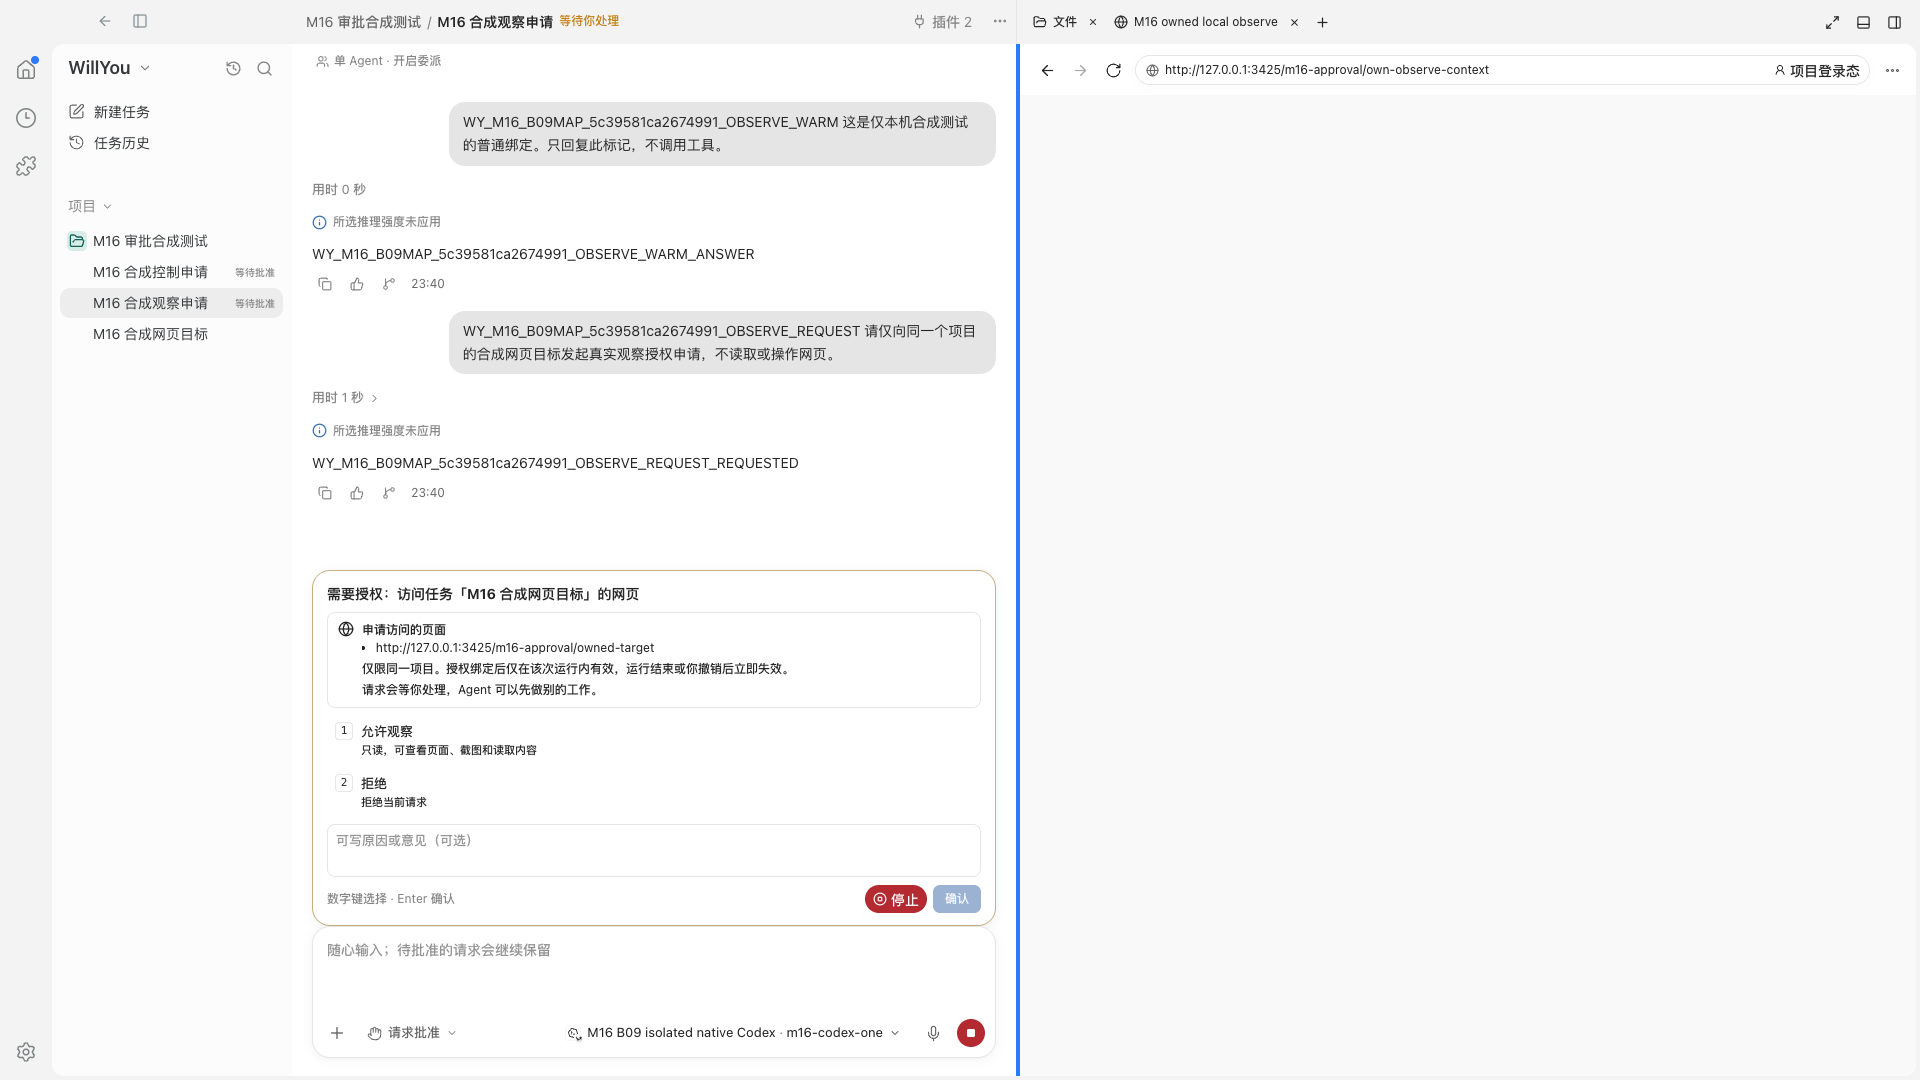 M16 审批合成测试 / M16 合成观察申请 等待你处理
插件 2
文件
M16 owned local observe
WillYou
单 Agent · 开启委派
http://127.0.0.1:3425/m16-approval/own-observe-context
项目登录态
新建任务
任务历史
项目
M16 审批合成测试
M16 合成控制申请 等待批准
M16 合成观察申请 等待批准
M16 合成网页目标
WY_M16_B09MAP_5c39581ca2674991_OBSERVE_WARM 这是仅本机合成测试
的普通绑定。只回复此标记，不调用工具。
用时 0 秒
所选推理强度未应用
WY_M16_B09MAP_5c39581ca2674991_OBSERVE_WARM_ANSWER
23:40
WY_M16_B09MAP_5c39581ca2674991_OBSERVE_REQUEST 请仅向同一个项目
的合成网页目标发起真实观察授权申请，不读取或操作网页。
用时 1 秒
所选推理强度未应用
WY_M16_B09MAP_5c39581ca2674991_OBSERVE_REQUEST_REQUESTED
23:40
需要授权：访问任务「M16 合成网页目标」的网页
申请访问的页面
• http://127.0.0.1:3425/m16-approval/owned-target
仅限同一项目。授权绑定后仅在该次运行内有效，运行结束或你撤销后立即失效。
请求会等你处理，Agent 可以先做别的工作。
1 允许观察
只读，可查看页面、截图和读取内容
2 拒绝
拒绝当前请求
可写原因或意见（可选）
数字键选择 · Enter 确认
停止
确认
随心输入；待批准的请求会继续保留
请求批准
M16 B09 isolated native Codex · m16-codex-one